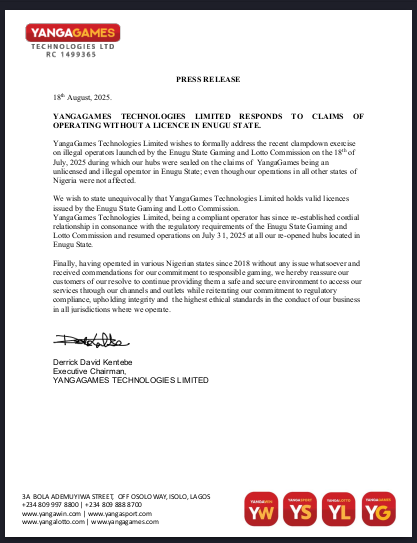 YANGAGAMES
TECHNOLOGIES LTD
RC 1499365
PRESS RELEASE
18th August, 2025.
YANGAGAMES TECHNOLOGIES LIMITED RESPONDS TO CLAIMS OF
OPERATING WITHOUT A LICENCE IN ENUGU STATE.
YangaGames Technologies Limited wishes to formally address the recent clampdown exercise
on illegal operators launched by the Enugu State Gaming and Lotto Commission on the 18th of
July, 2025 during which our hubs were sealed on the claims of YangaGames being an
unlicensed and illegal operator in Enugu State; even though our operations in all other states of
Nigeria were not affected.
We wish to state unequivocally that YangaGames Technologies Limited holds valid licences
issued by the Enugu State Gaming and Lotto Commission.
YangaGames Technologies Limited, being a compliant operator has since re-established cordial
relationship in consonance with the regulatory requirements of the Enugu State Gaming and
Lotto Commission and resumed operations on July 31, 2025 at all our re-opened hubs located in
Enugu State.
Finally, having operated in various Nigerian states since 2018 without any issue whatsoever and
received commendations for our commitment to responsible gaming, we hereby reassure our
customers of our resolve to continue providing them a safe and secure environment to access our
services through our channels and outlets while reiterating our commitment to regulatory
compliance, upholding integrity and the highest ethical standards in the conduct of our business
in all jurisdictions where we operate.
Derrick David Kentebe
Executive Chairman,
YANGAGAMES TECHNOLOGIES LIMITED
3A BOLA ADEMUYIWA STREET, OFF OSOLO WAY, ISOLO, LAGOS
+234 809 997 8800 | +234 809 888 8700
www.yangawin.com | www.yangasport.com
www.yangalotto.com | www.yangagames.com
YANGAWIN YANGASPORT YANGALOTTO YANGAGAMES
YW YS YL YG